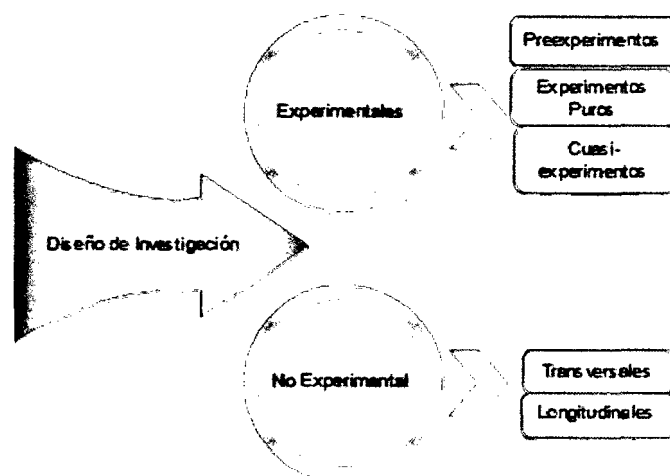 Diseño de Investigación
Experimentales
Preexperimentos
Experimentos
Puros
Cuasi-
experimentos
No Experimental
Transversales
Longitudinales